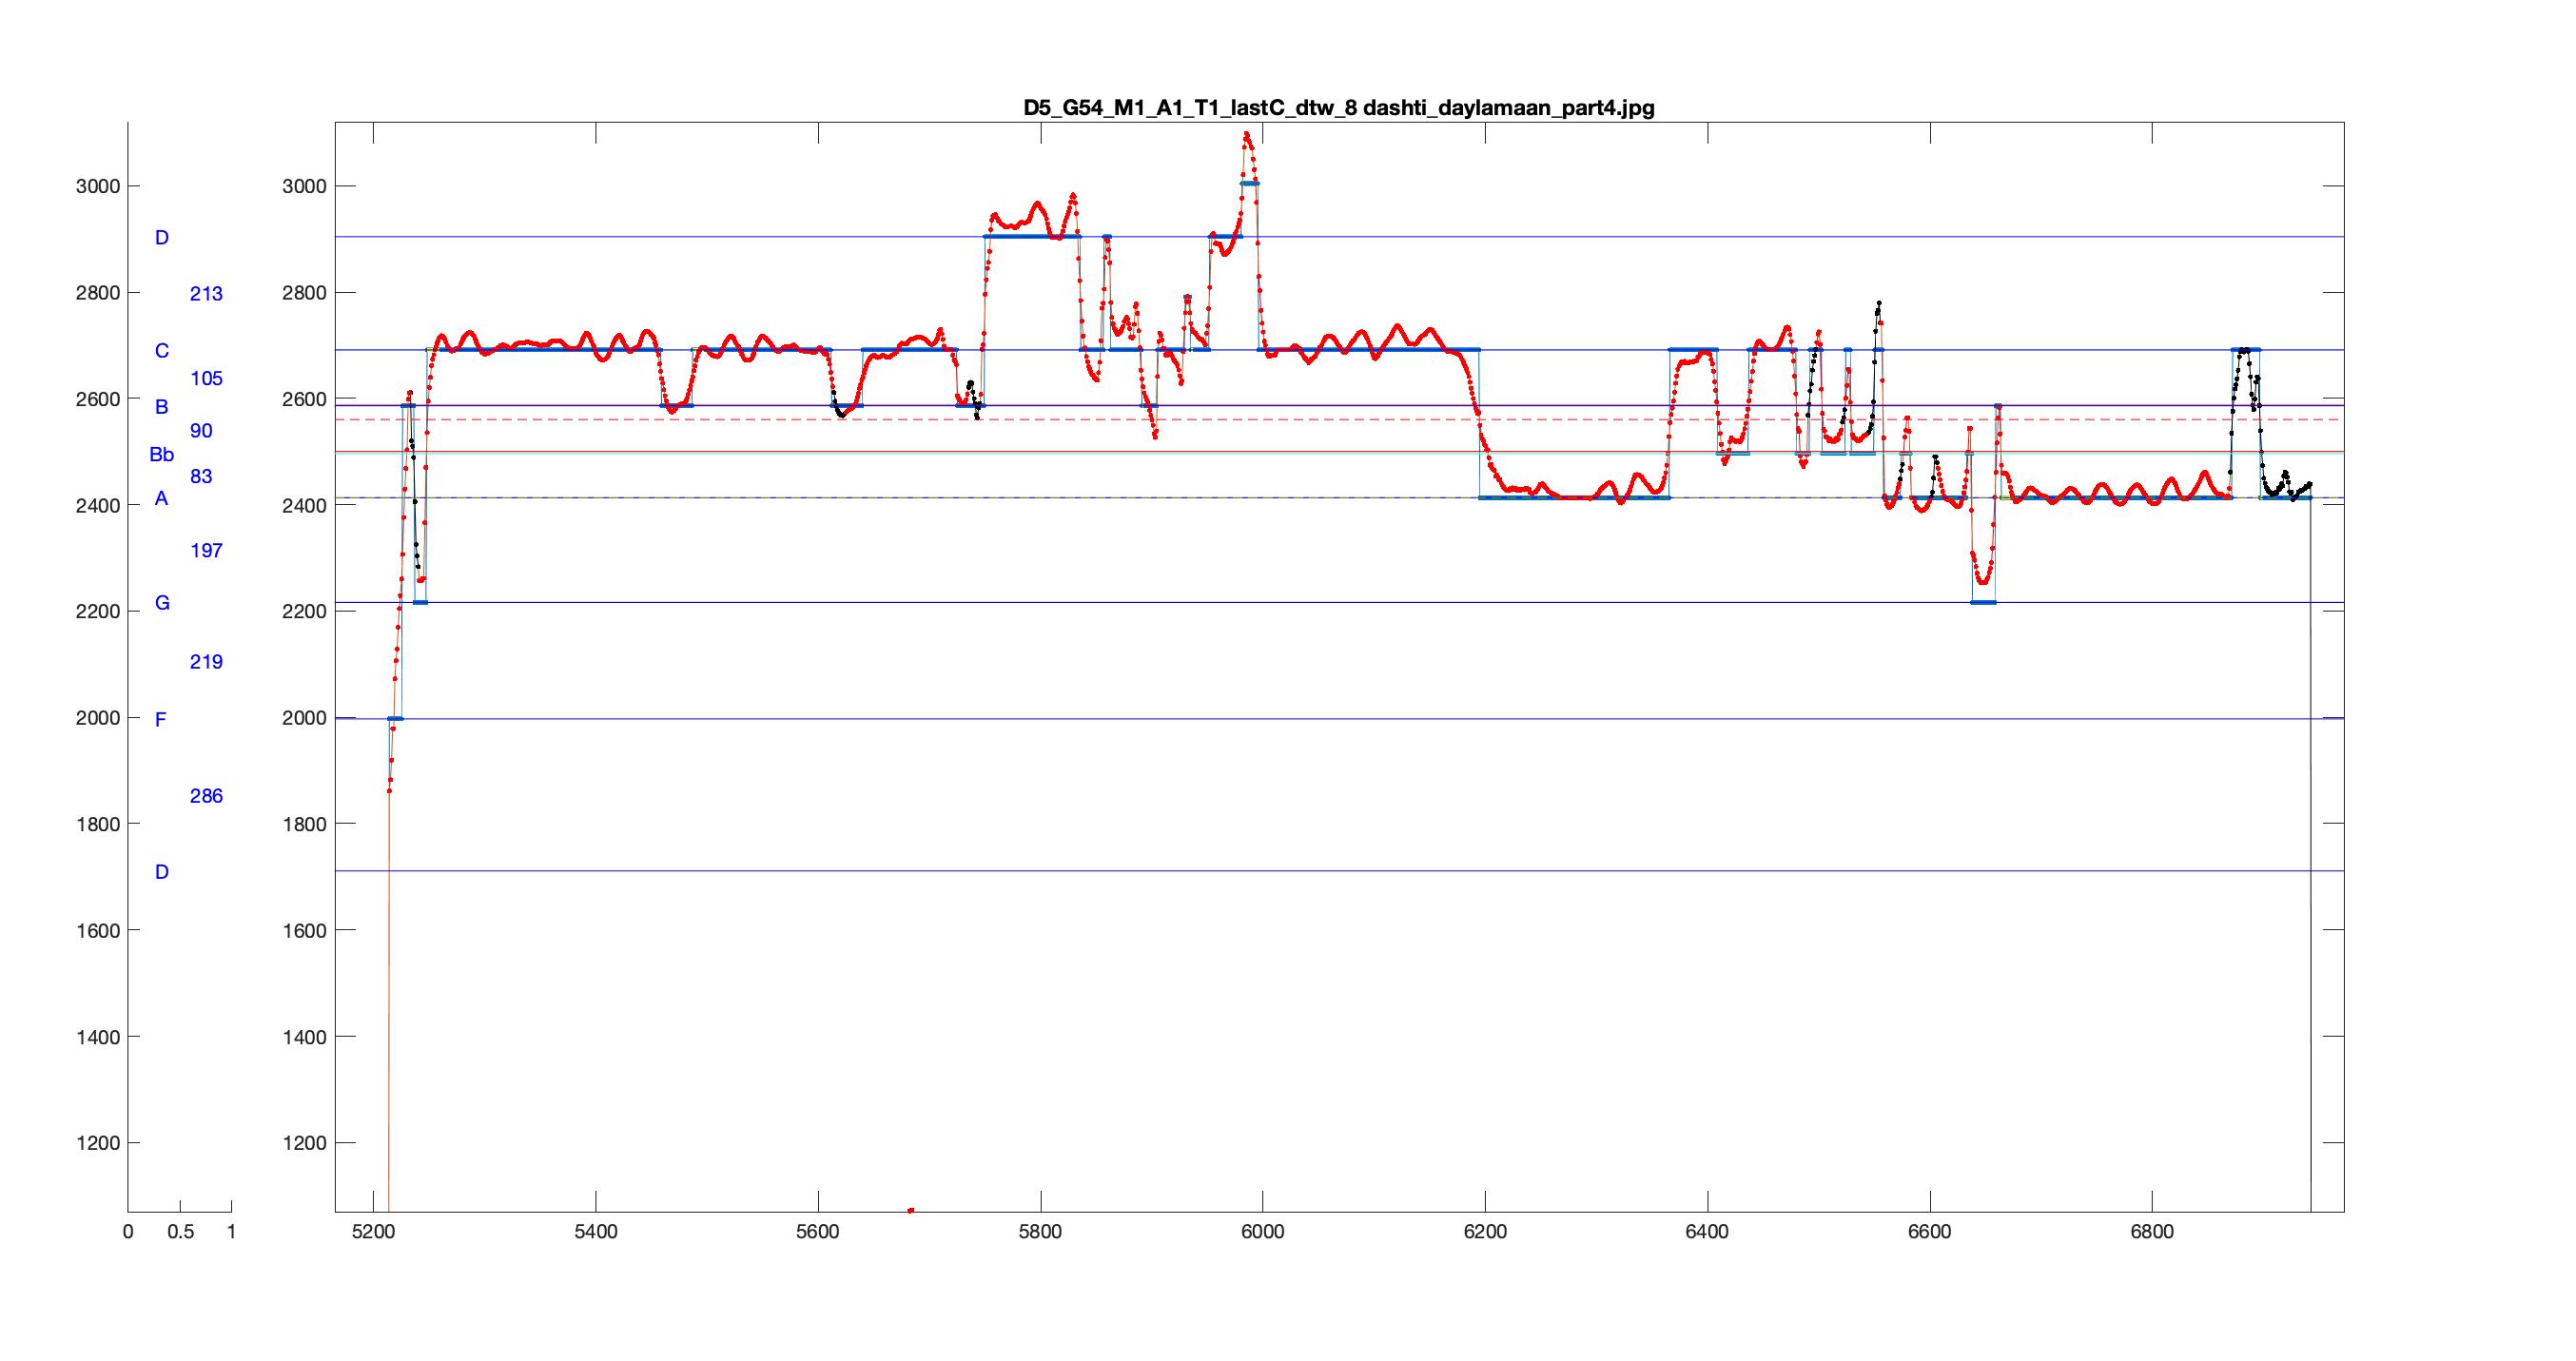 D5_G54_M1_A1_T1_lastC_dtw_8 dashti_daylamaan_part4.jpg
3000 3000
D
2800 213 2800
C
105
2600 B 2600
90
Bb
83
2400 A 2400
197
2200 G 2200
219
2000 F 2000
286
1800 1800
D
1600 1600
1400 1400
1200 1200
0 0.5 1 5200 5400 5600 5800 6000 6200 6400 6600 6800